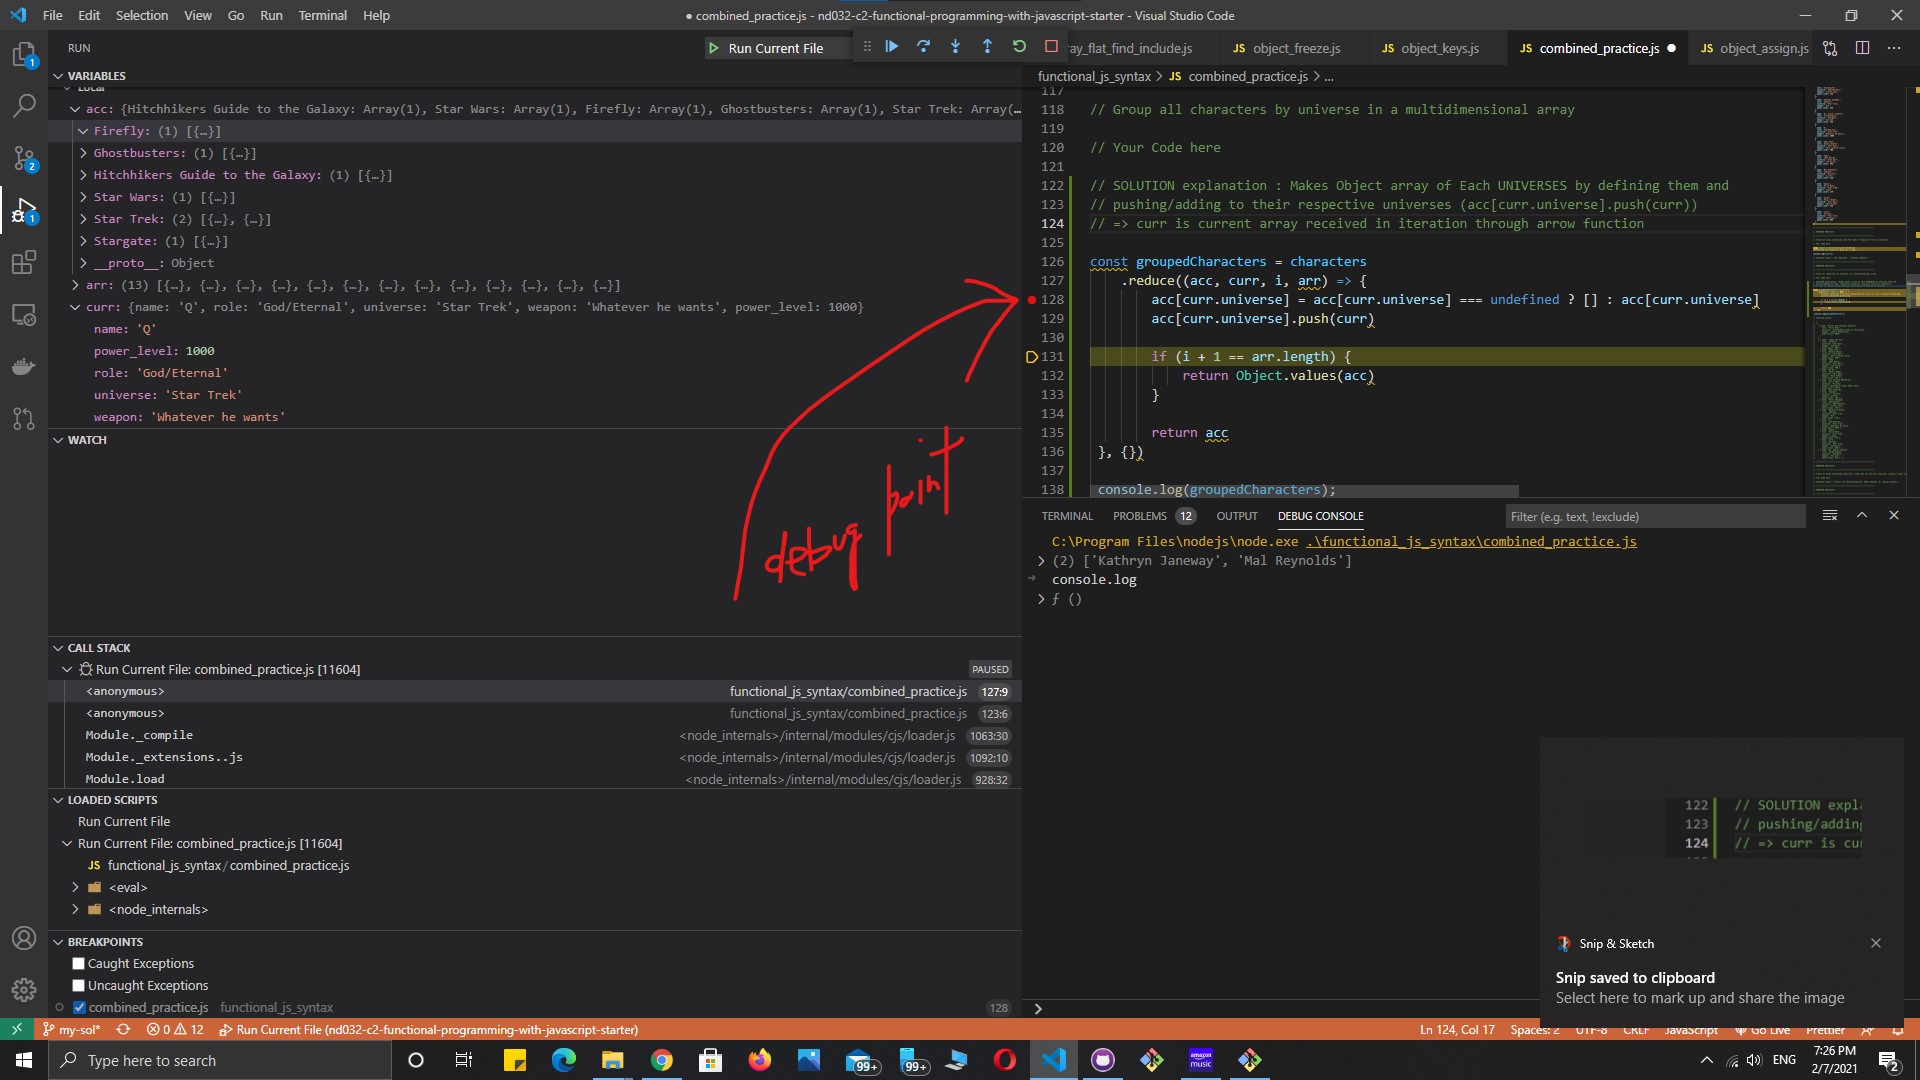 File Edit Selection View Go Run Terminal Help
● combined_practice.js - nd032-c2-functional-programming-with-javascript-starter - Visual Studio Code
RUN
Run Current File
VARIABLES
Local
acc: {Hitchhikers Guide to the Galaxy: Array(1), Star Wars: Array(1), Firefly: Array(1), Ghostbusters: Array(1), Star Trek: Array(…
Firefly: (1) [{…}]
Ghostbusters: (1) [{…}]
Hitchhikers Guide to the Galaxy: (1) [{…}]
Star Wars: (1) [{…}]
Star Trek: (2) [{…}, {…}]
Stargate: (1) [{…}]
__proto__: Object
arr: (13) [{…}, {…}, {…}, {…}, {…}, {…}, {…}, {…}, {…}, {…}, {…}, {…}, {…}]
curr: {name: 'Q', role: 'God/Eternal', universe: 'Star Trek', weapon: 'Whatever he wants', power_level: 1000}
name: 'Q'
power_level: 1000
role: 'God/Eternal'
universe: 'Star Trek'
weapon: 'Whatever he wants'
WATCH
debug point
CALL STACK
Run Current File: combined_practice.js [11604] PAUSED
<anonymous> functional_js_syntax/combined_practice.js 127:9
<anonymous> functional_js_syntax/combined_practice.js 123:6
Module._compile <node_internals>/internal/modules/cjs/loader.js 1063:30
Module._extensions..js <node_internals>/internal/modules/cjs/loader.js 1092:10
Module.load <node_internals>/internal/modules/cjs/loader.js 928:32
LOADED SCRIPTS
Run Current File
Run Current File: combined_practice.js [11604]
JS functional_js_syntax/combined_practice.js
<eval>
<node_internals>
BREAKPOINTS
Caught Exceptions
Uncaught Exceptions
combined_practice.js functional_js_syntax 128
ray_flat_find_include.js JS object_freeze.js JS object_keys.js JS combined_practice.js ● JS object_assign.js
functional_js_syntax > JS combined_practice.js > ...
117
118 // Group all characters by universe in a multidimensional array
119
120 // Your Code here
121
122 // SOLUTION explanation : Makes Object array of Each UNIVERSES by defining them and
123 // pushing/adding to their respective universes (acc[curr.universe].push(curr))
124 // => curr is current array received in iteration through arrow function
125
126 const groupedCharacters = characters
127 .reduce((acc, curr, i, arr) => {
128 acc[curr.universe] = acc[curr.universe] === undefined ? [] : acc[curr.universe]
129 acc[curr.universe].push(curr)
130
131 if (i + 1 == arr.length) {
132 return Object.values(acc)
133 }
134
135 return acc
136 }, {})
137
138 console.log(groupedCharacters);
TERMINAL PROBLEMS 12 OUTPUT DEBUG CONSOLE Filter (e.g. text, !exclude)
C:\Program Files\nodejs\node.exe .\functional_js_syntax\combined_practice.js
(2) ['Kathryn Janeway', 'Mal Reynolds']
console.log
ƒ ()
122 // SOLUTION expl
123 // pushing/adding
124 // => curr is cu
Snip & Sketch
Snip saved to clipboard
Select here to mark up and share the image
my-sol* 0 12 Run Current File (nd032-c2-functional-programming-with-javascript-starter)
Ln 124, Col 17 Spaces: 2 UTF-8 CRLF JavaScript Go Live Prettier
Type here to search
99+ 99+ amazon music
ENG 7:26 PM
2/7/2021 2